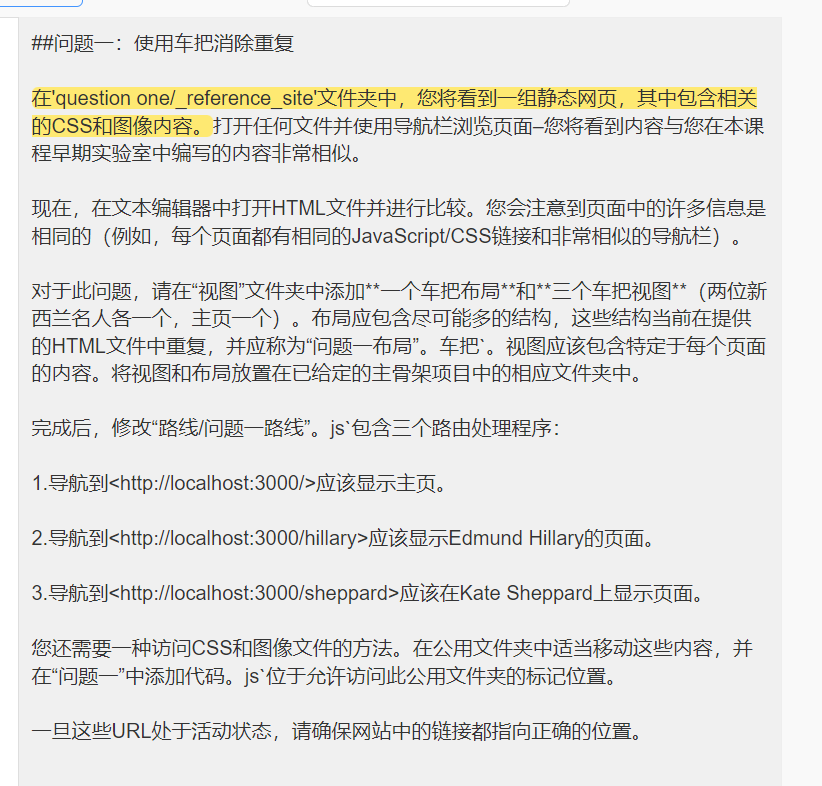 ##问题一：使用车把消除重复
在'question one/_reference_site'文件夹中，您将看到一组静态网页，其中包含相关
的CSS和图像内容。打开任何文件并使用导航栏浏览页面–您将看到内容与您在本课
程早期实验室中编写的内容非常相似。
现在，在文本编辑器中打开HTML文件并进行比较。您会注意到页面中的许多信息是
相同的（例如，每个页面都有相同的JavaScript/CSS链接和非常相似的导航栏）。
对于此问题，请在“视图”文件夹中添加**一个车把布局**和**三个车把视图**（两位新
西兰名人各一个，主页一个）。布局应包含尽可能多的结构，这些结构当前在提供
的HTML文件中重复，并应称为“问题一布局”。车把`。视图应该包含特定于每个页面
的内容。将视图和布局放置在已给定的主骨架项目中的相应文件夹中。
完成后，修改“路线/问题一路线”。js`包含三个路由处理程序：
1.导航到<http://localhost:3000/>应该显示主页。
2.导航到<http://localhost:3000/hillary>应该显示Edmund Hillary的页面。
3.导航到<http://localhost:3000/sheppard>应该在Kate Sheppard上显示页面。
您还需要一种访问CSS和图像文件的方法。在公用文件夹中适当移动这些内容，并
在“问题一”中添加代码。js`位于允许访问此公用文件夹的标记位置。
一旦这些URL处于活动状态，请确保网站中的链接都指向正确的位置。